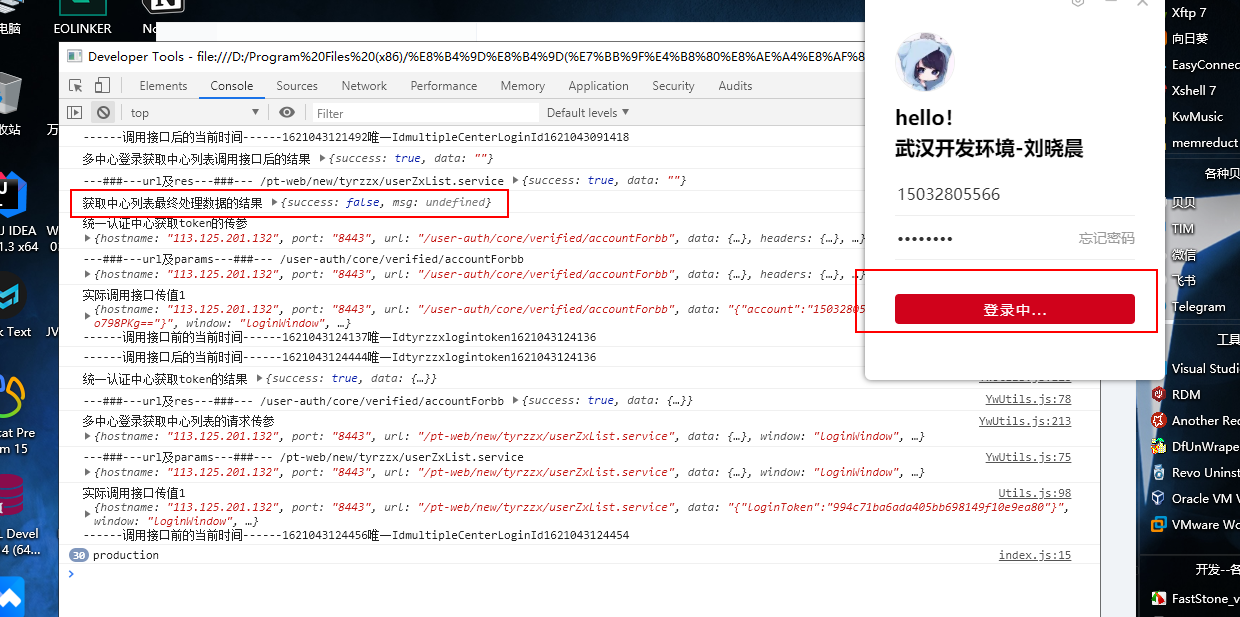 电脑
EOLINKER
收站
U IDEA
1.3 x64
k Text
JV
cat Pre
m 15
L Devel
4 (64...
Developer Tools - file:///D:/Program%20Files%20(x86)/%E8%B4%9D%E8%B4%9D(%E7%BB%9F%E4%B8%80%E8%AE%A4%E8%AF%8
Elements Console Sources Network Performance Memory Application Security Audits
top Filter Default levels
------调用接口后的当前时间------1621043121492唯一IdmultipleCenterLoginId1621043091418
多中心登录获取中心列表调用接口后的结果 {success: true, data: ""}
---###---url及res---###--- /pt-web/new/tyrzzx/userZxList.service {success: true, data: ""}
获取中心列表最终处理数据的结果 {success: false, msg: undefined}
统一认证中心获取token的传参
{hostname: "113.125.201.132", port: "8443", url: "/user-auth/core/verified/accountForbb", data: {…}, headers: {…}, …}
---###---url及params---###--- /user-auth/core/verified/accountForbb
{hostname: "113.125.201.132", port: "8443", url: "/user-auth/core/verified/accountForbb", data: {…}, headers: {…}, …}
实际调用接口传值1
{hostname: "113.125.201.132", port: "8443", url: "/user-auth/core/verified/accountForbb", data: "{"account":"15032805
o798PKg=="}", window: "loginWindow", …}
------调用接口前的当前时间------1621043124137唯一Idtyrzzxlogintoken1621043124136
------调用接口后的当前时间------1621043124444唯一Idtyrzzxlogintoken1621043124136
统一认证中心获取token的结果 {success: true, data: {…}}
---###---url及res---###--- /user-auth/core/verified/accountForbb {success: true, data: {…}} YwUtils.js:78
多中心登录获取中心列表的请求传参 YwUtils.js:213
{hostname: "113.125.201.132", port: "8443", url: "/pt-web/new/tyrzzx/userZxList.service", data: {…}, window: "loginWindow", …}
---###---url及params---###--- /pt-web/new/tyrzzx/userZxList.service YwUtils.js:75
{hostname: "113.125.201.132", port: "8443", url: "/pt-web/new/tyrzzx/userZxList.service", data: {…}, window: "loginWindow", …}
实际调用接口传值1 Utils.js:98
{hostname: "113.125.201.132", port: "8443", url: "/pt-web/new/tyrzzx/userZxList.service", data: "{"loginToken":"994c71ba6ada405bb698149f10e9ea80"}",
window: "loginWindow", …}
------调用接口前的当前时间------1621043124456唯一IdmultipleCenterLoginId1621043124454
30 production index.js:15
hello!
武汉开发环境-刘晓晨
15032805566
•••••••• 忘记密码
登录中...
Xftp 7
向日葵
EasyConnec
Xshell 7
KwMusic
memreduct
各种贝
贝贝
TIM
微信
飞书
Telegram
工具
Visual Studi
RDM
Another Red
DfUnWrape
Revo Uninst
Oracle VM V
VMware Wo
开发--各
FastStone_v